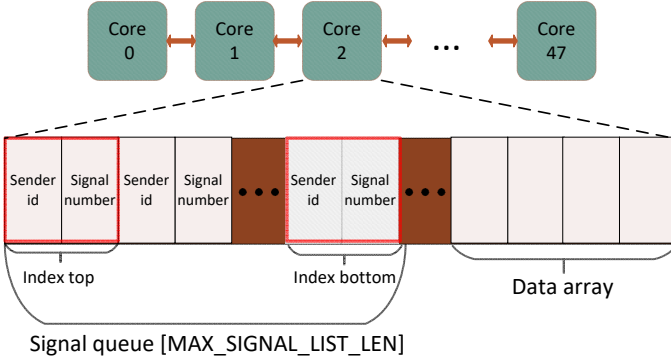 Core
0
Core
1
Core
2
...
Core
47
Sender
id
Signal
number
Sender
id
Signal
number
Sender
id
Signal
number
Index top
Index bottom
Data array
Signal queue [MAX_SIGNAL_LIST_LEN]